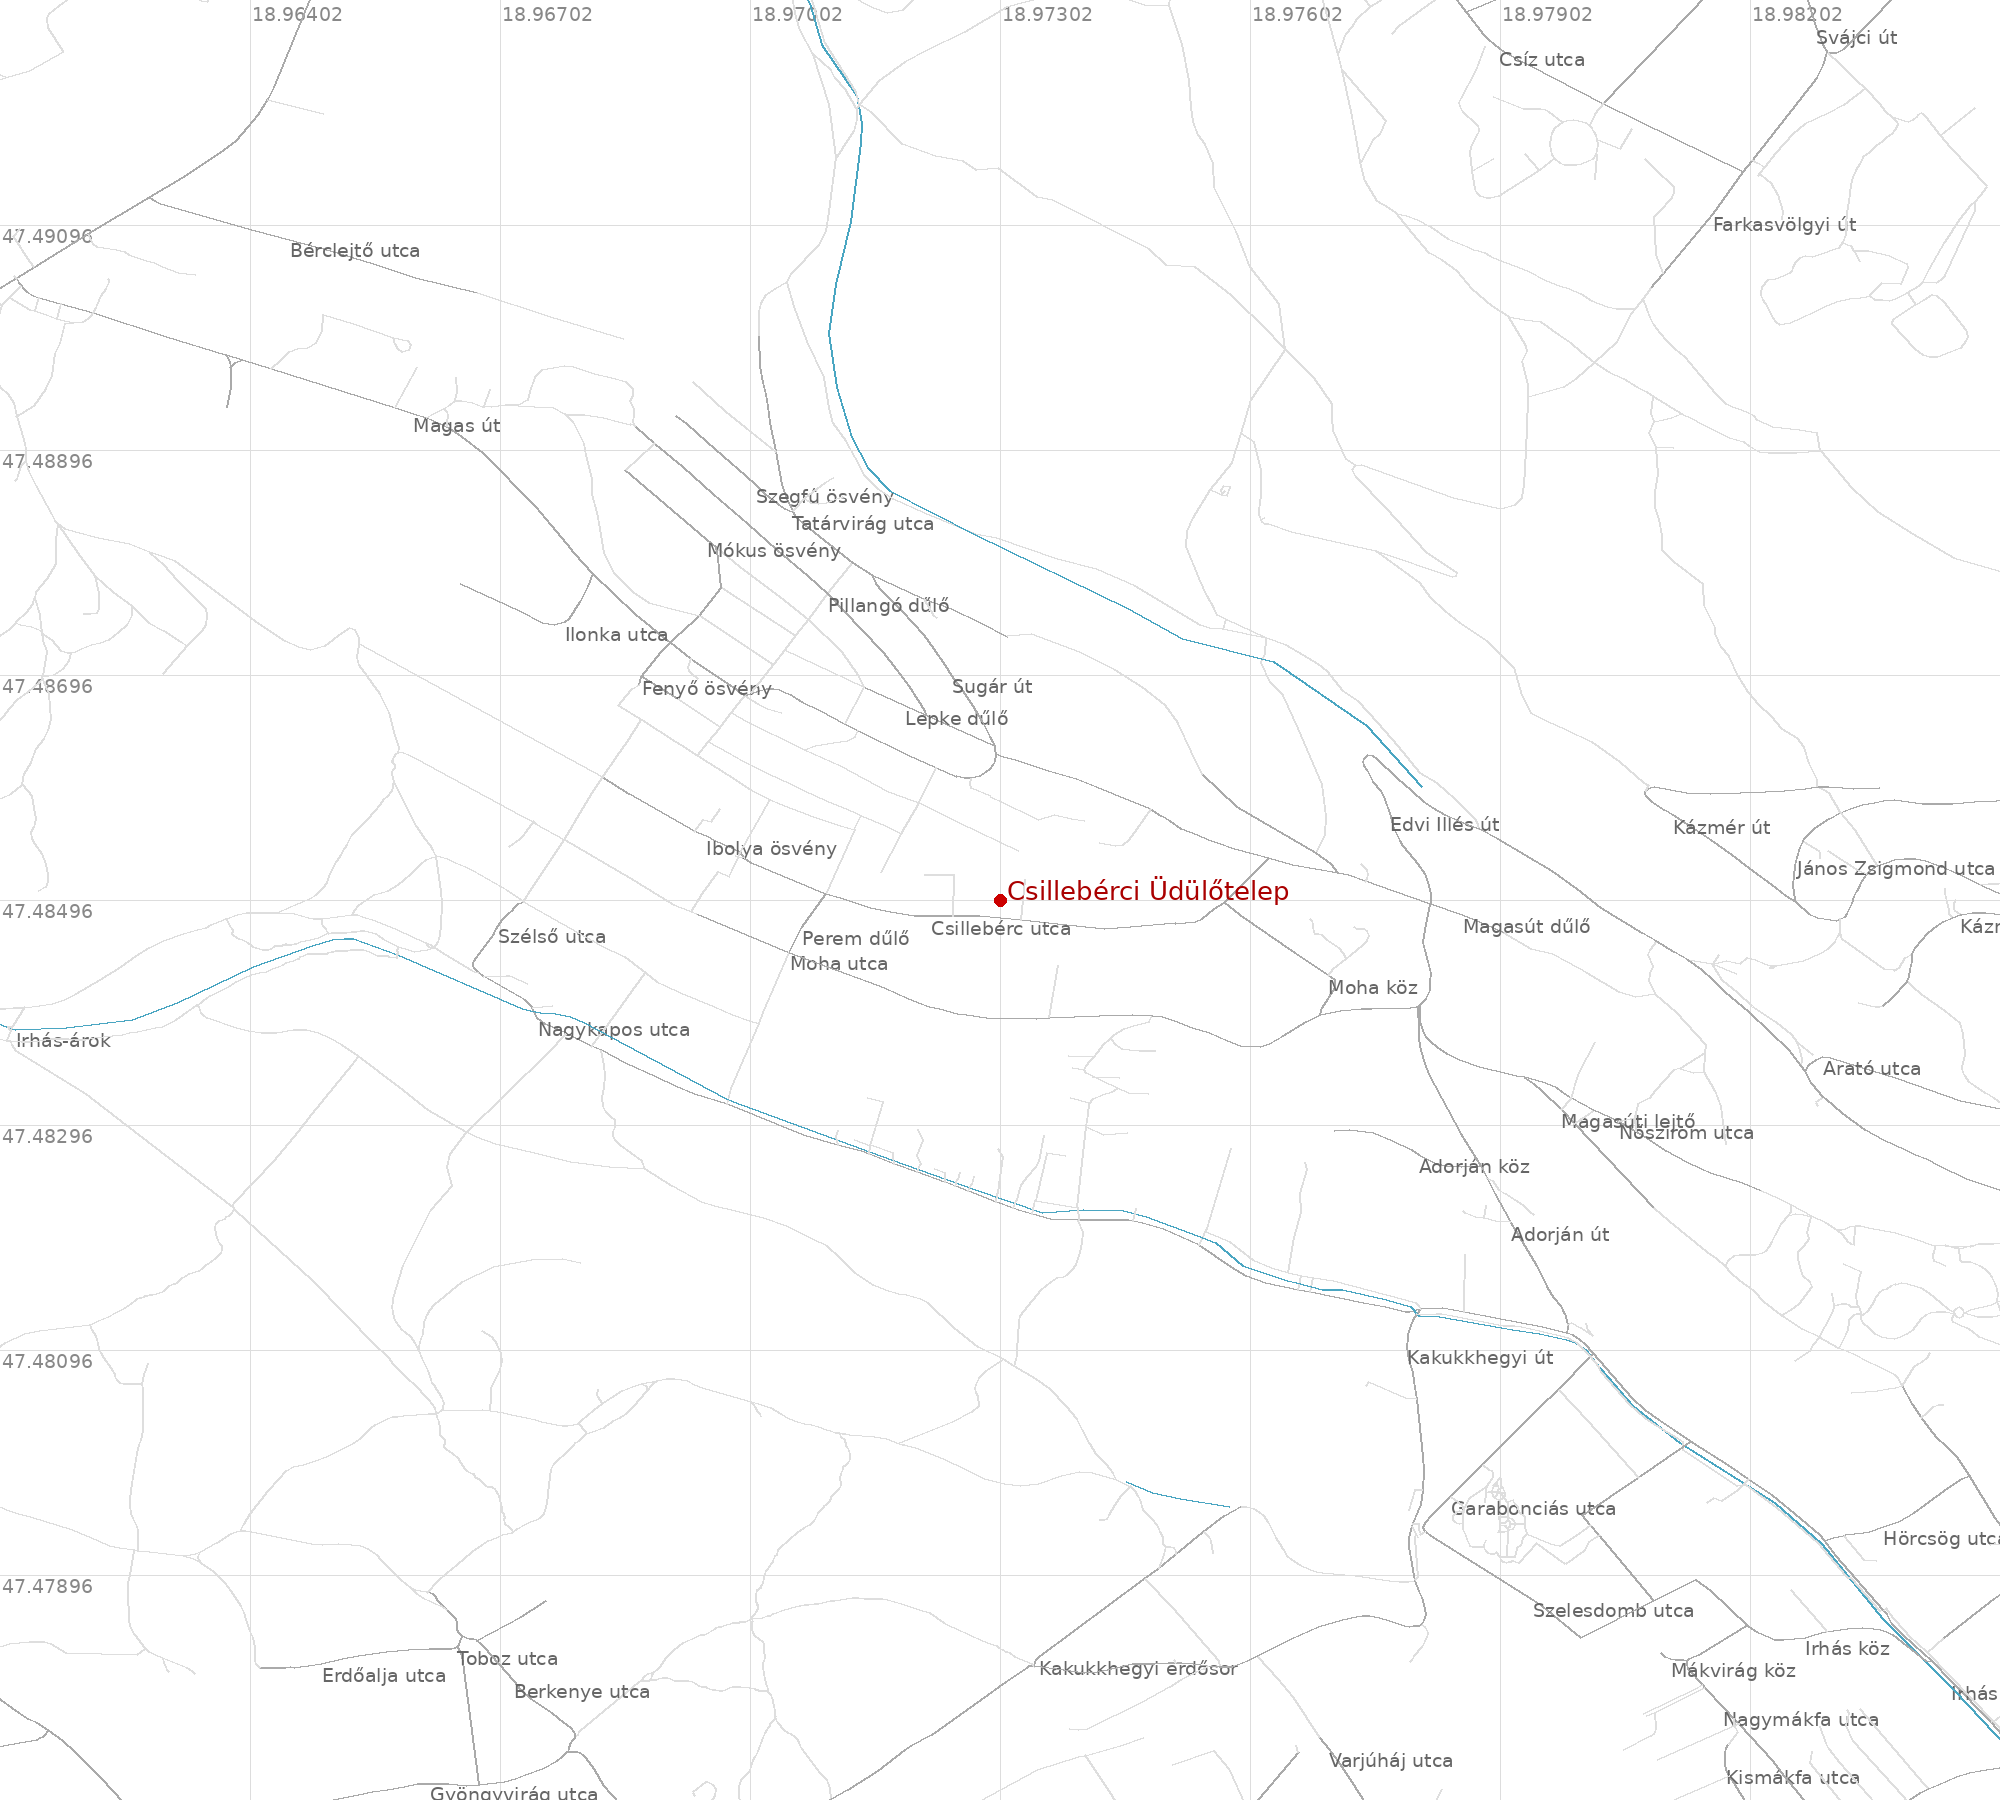 18.96402
18.96702
18.97002
18.97302
18.97602
18.97902
18.98202
Svájci út
Csíz utca
Farkasvölgyi út
47.49096
Bérclejtő utca
Magas út
47.48896
Szegfű ösvény
Tatárvirág utca
Mókus ösvény
Pillangó dűlő
Ilonka utca
47.48696
Fenyő ösvény
Sugár út
Lepke dűlő
Edvi Illés út
Kázmér út
Ibolya ösvény
János Zsigmond utca
Csillebérci Üdülőtelep
47.48496
Szélső utca
Perem dűlő
Csillebérc utca
Magasút dűlő
Moha utca
Moha köz
Nagykapos utca
Irhás-árok
Arató utca
47.48296
Magasúti lejtő
Nőszirom utca
Adorján köz
Adorján út
47.48096
Kakukkhegyi út
Garabonciás utca
Hörcsög utca
47.47896
Szelesdomb utca
Irhás köz
Toboz utca
Erdőalja utca
Kakukkhegyi erdősor
Mákvirág köz
Berkenye utca
Irhás
Nagymákfa utca
Varjúháj utca
Kismákfa utca
Gyöngyvirág utca